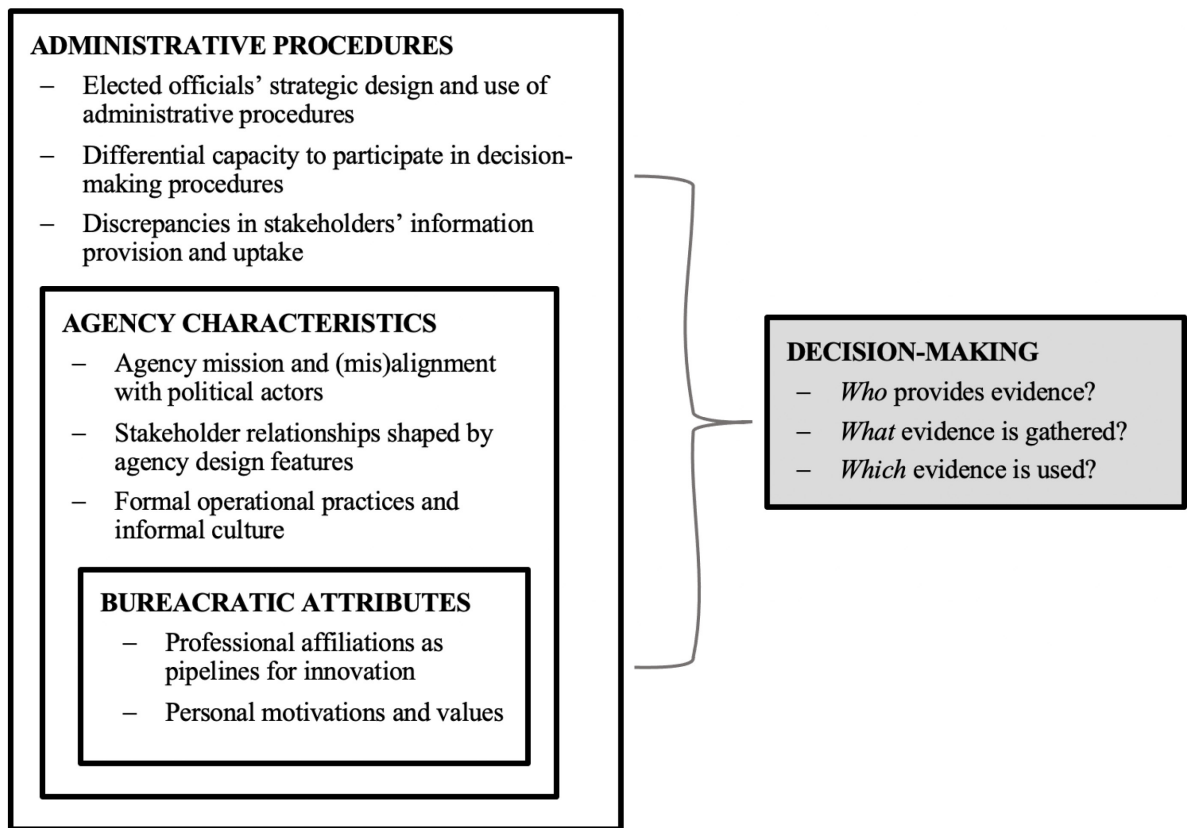 ADMINISTRATIVE PROCEDURES
– Elected officials’ strategic design and use of
administrative procedures
– Differential capacity to participate in decision-
making procedures
– Discrepancies in stakeholders’ information
provision and uptake
AGENCY CHARACTERISTICS
– Agency mission and (mis)alignment
with political actors
– Stakeholder relationships shaped by
agency design features
– Formal operational practices and
informal culture
BUREACRATIC ATTRIBUTES
– Professional affiliations as
pipelines for innovation
– Personal motivations and values
DECISION-MAKING
– Who provides evidence?
– What evidence is gathered?
– Which evidence is used?